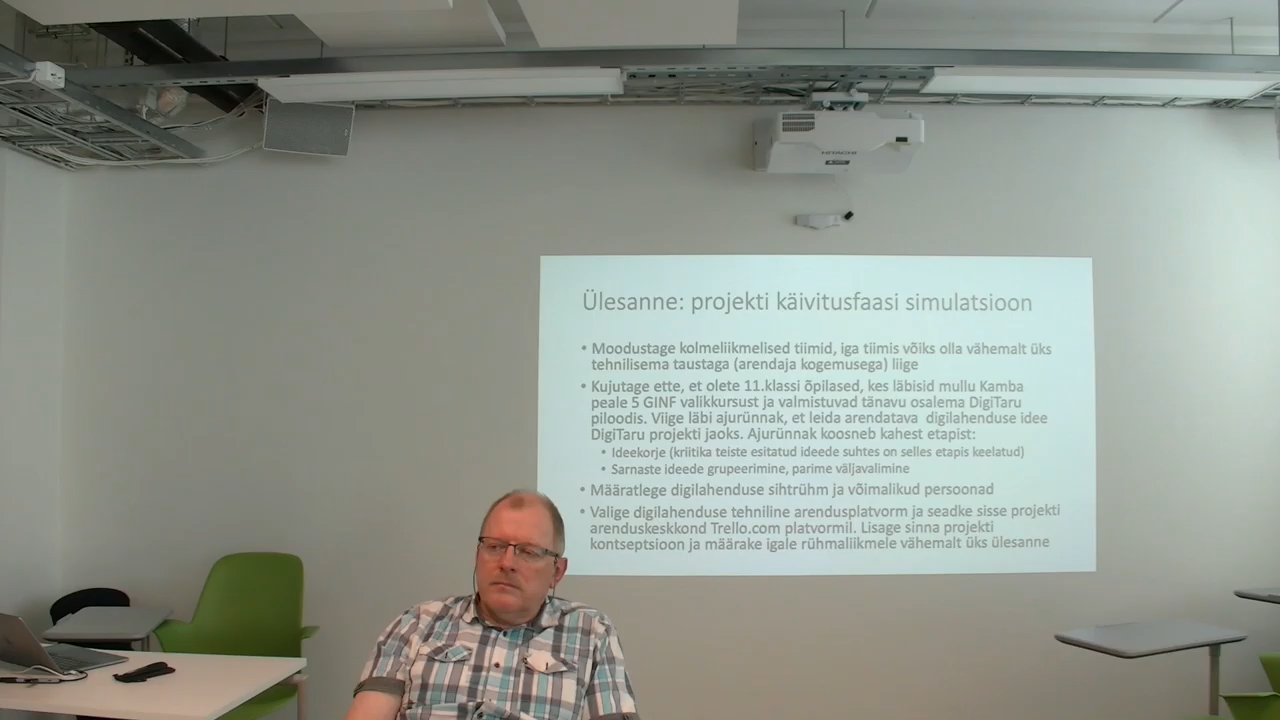 HITACHI
Ülesanne: projekti käivitusfaasi simulatsioon
• Moodustage kolmeliikmelised tiimid, iga tiimis võiks olla vähemalt üks
tehnilisema taustaga (arendaja kogemusega) liige
• Kujutage ette, et olete 11.klassi õpilased, kes läbisid mullu Kamba
peale 5 GINF valikkursust ja valmistuvad tänavu osalema DigiTaru
piloodis. Viige läbi ajurünnak, et leida arendatava digilahenduse idee
DigiTaru projekti jaoks. Ajurünnak koosneb kahest etapist:
• Ideekorje (kriitika teiste esitatud ideede suhtes on selles etapis keelatud)
• Sarnaste ideede grupeerimine, parime väljavalimine
• Määratlege digilahenduse sihtrühm ja võimalikud persoonad
• Valige digilahenduse tehniline arendusplatvorm ja seadke sisse projekti
arenduskeskkond Trello.com platvormil. Lisage sinna projekti
kontseptsioon ja määrake igale rühmaliikmele vähemalt üks ülesanne